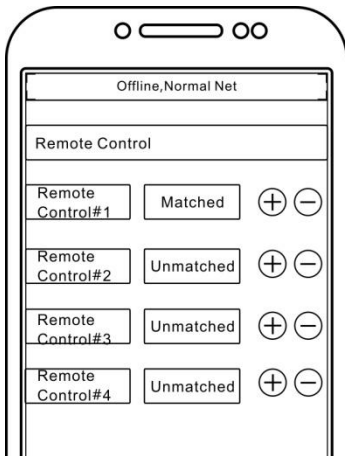 Offline,Normal Net
Remote Control
Remote
Control#1
Matched
Remote
Control#2
Unmatched
Remote
Control#3
Unmatched
Remote
Control#4
Unmatched